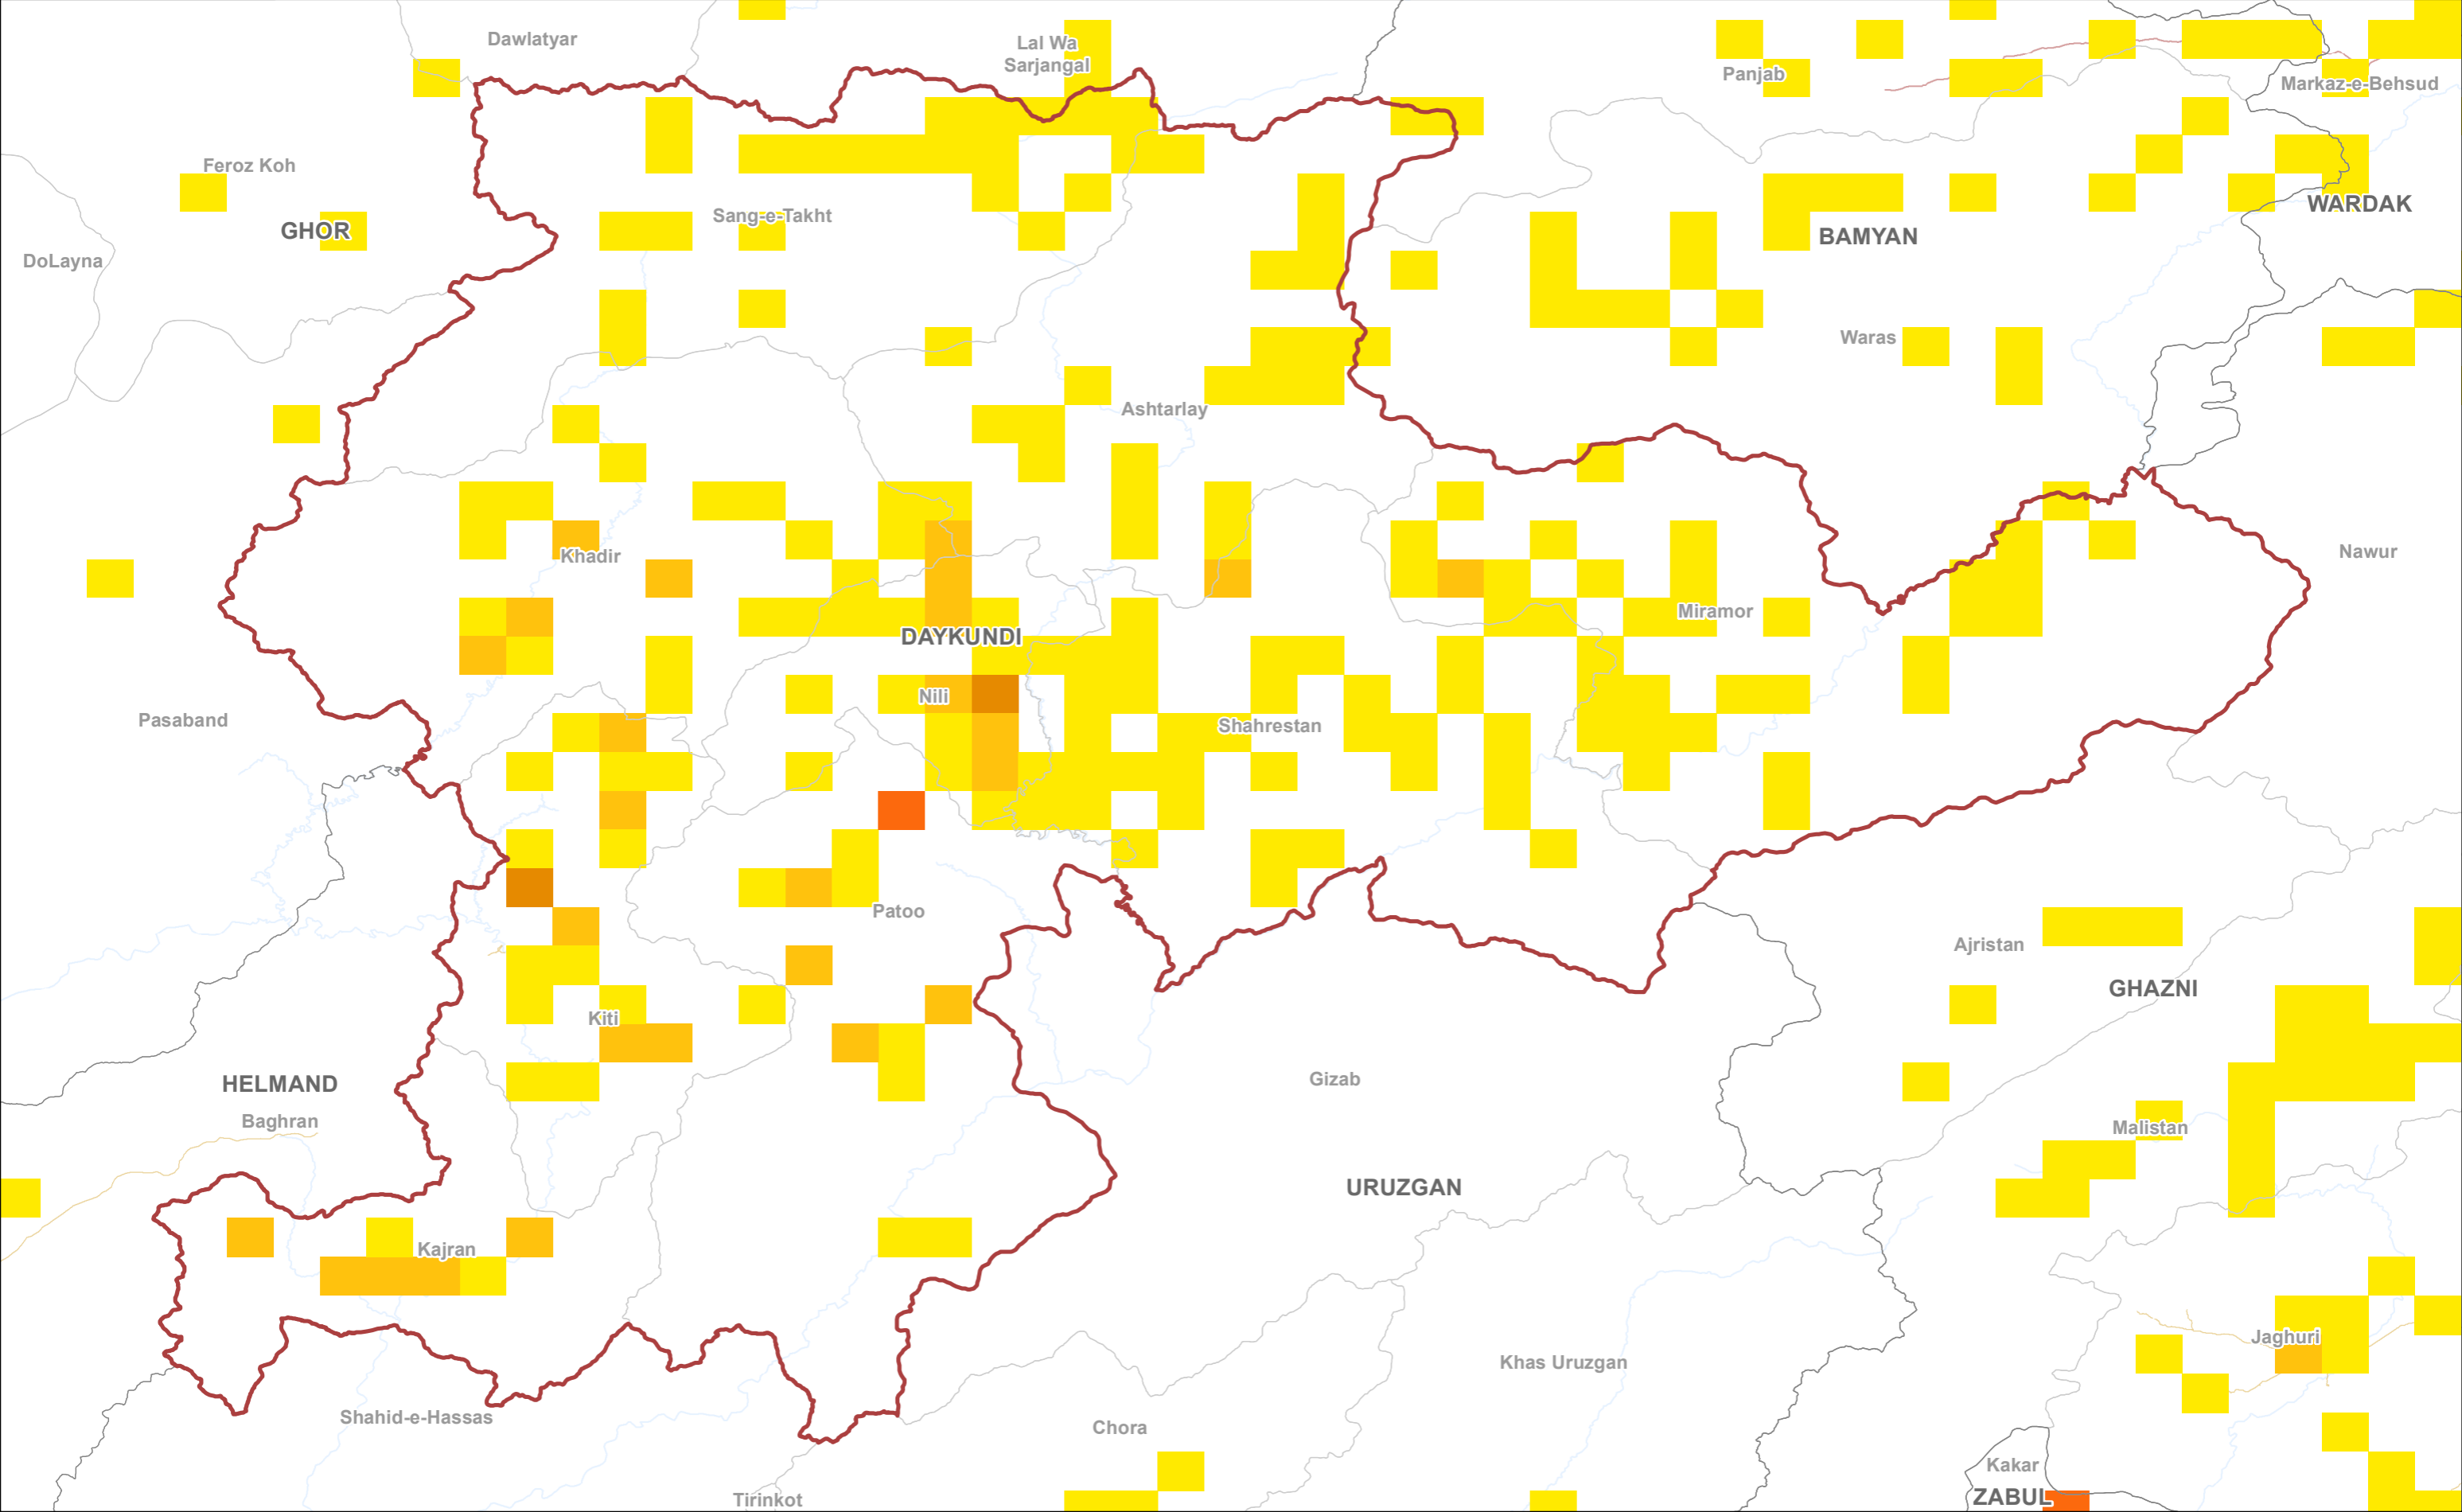 Dawlatyar
Lal Wa
Sarjangal
Panjab
Markaz-e-Behsud
Feroz Koh
GHOR
Sang-e-Takht
BAMYAN
WARDAK
DoLayna
Waras
Ashtarlay
Khadir
Nawur
Miramor
DAYKUNDI
Nili
Pasaband
Shahrestan
Patoo
Ajristan
GHAZNI
Kiti
HELMAND
Gizab
Baghran
Malistan
URUZGAN
Kajran
Jaghuri
Khas Uruzgan
Shahid-e-Hassas
Chora
Kakar
Tirinkot
ZABUL